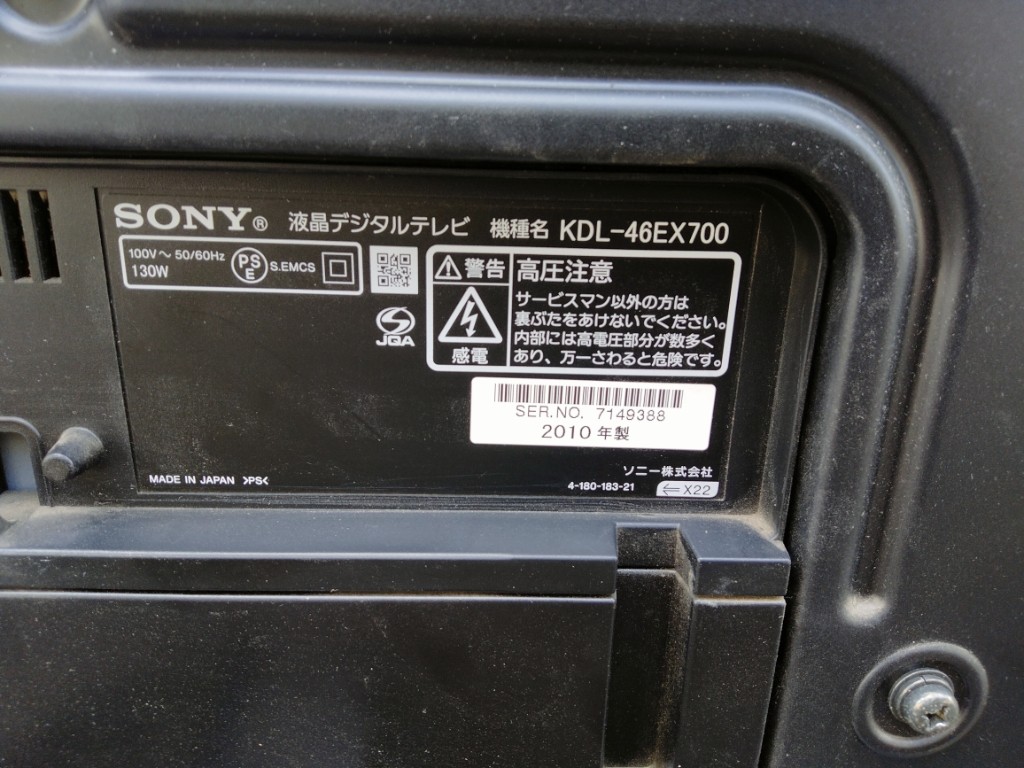 SONY® 液晶デジタルテレビ 機種名 KDL-46EX700
100V～ 50/60Hz
130W
PS
E
S.EMCS
JQA
警告 高圧注意
感電
サービスマン以外の方は
裏ぶたをあけないでください。
内部には高電圧部分が数多く
あり、万一さわると危険です。
SER.NO. 7149388
2010 年製
ソニー株式会社
MADE IN JAPAN >PS<
4-180-183-21
X22